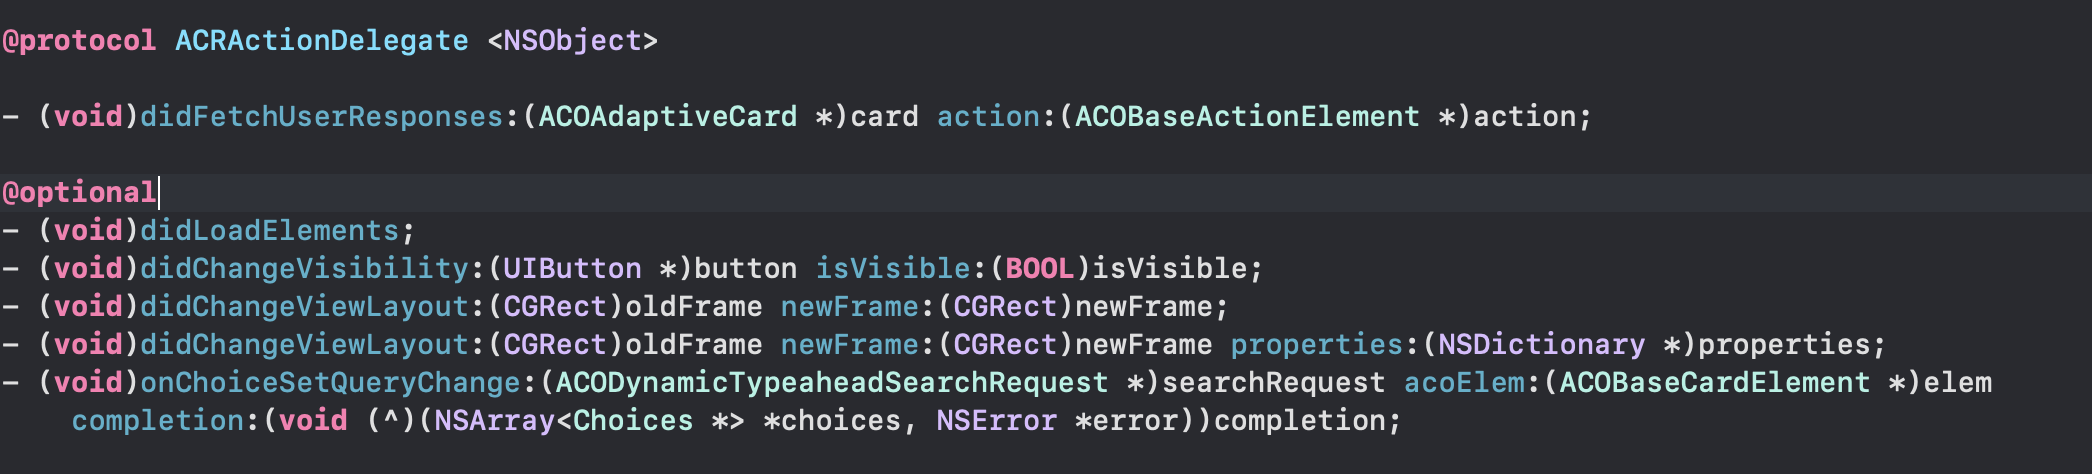 @protocol ACRActionDelegate <NSObject>
- (void)didFetchUserResponses:(ACOAdaptiveCard *)card action:(ACOBaseActionElement *)action;
@optional
- (void)didLoadElements;
- (void)didChangeVisibility:(UIButton *)button isVisible:(BOOL)isVisible;
- (void)didChangeViewLayout:(CGRect)oldFrame newFrame:(CGRect)newFrame;
- (void)didChangeViewLayout:(CGRect)oldFrame newFrame:(CGRect)newFrame properties:(NSDictionary *)properties;
- (void)onChoiceSetQueryChange:(ACODynamicTypeaheadSearchRequest *)searchRequest acoElem:(ACOBaseCardElement *)elem
completion:(void (^)(NSArray<Choices *> *choices, NSError *error))completion;